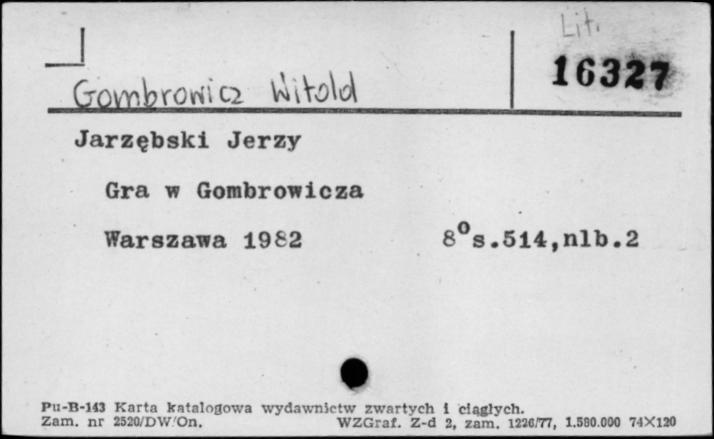 Lit.
16327
Gombrowicz Witold
Jarzębski Jerzy
Gra w Gombrowicza
Warszawa 1982 8⁰s.514,nlb.2
Pu-B-143 Karta katalogowa wydawnictw zwartych i ciągłych.
Zam. nr 2520/DW/On. WZGraf. Z-d 2, zam. 1226/77, 1.580.000 74X120